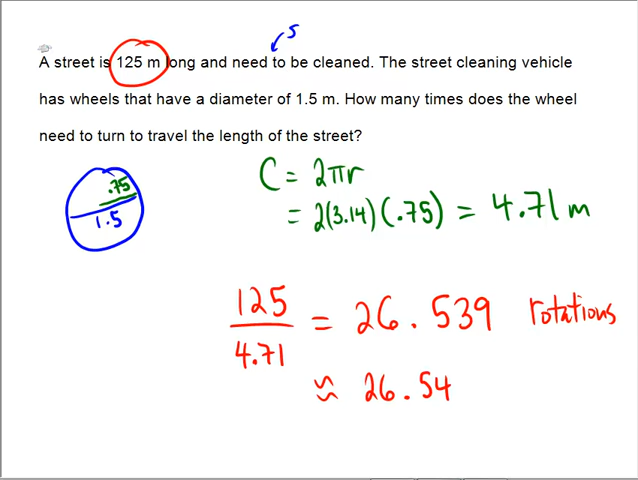 s
A street is 125 m long and need to be cleaned. The street cleaning vehicle
has wheels that have a diameter of 1.5 m. How many times does the wheel
need to turn to travel the length of the street?
.75
1.5
C = 2πr
= 2(3.14)(.75) = 4.71 m
125
4.71
= 26.539 rotations
≈ 26.54